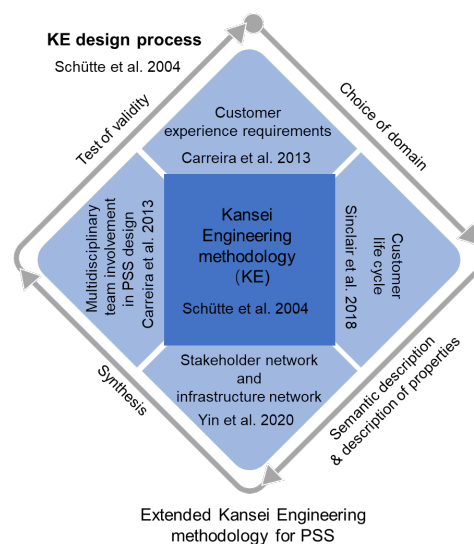 KE design process
Schütte et al. 2004
Test of validity
Choice of domain
Customer
experience requirements
Carreira et al. 2013
Multidisciplinary
team involvement
in PSS design
Carreira et al. 2013
Kansei
Engineering
methodology
(KE)
Schütte et al. 2004
Customer
life cycle
Sinclair et al. 2018
Stakeholder network
and
infrastructure network
Yin et al. 2020
Synthesis
Semantic description
& description of properties
Extended Kansei Engineering
methodology for PSS